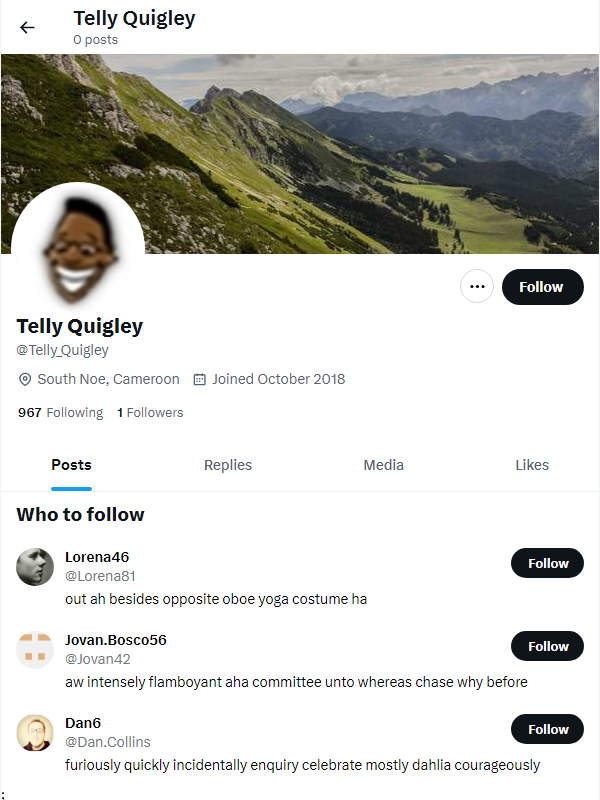 Telly Quigley
0 posts
Follow
Telly Quigley
@Telly_Quigley
South Noe, Cameroon Joined October 2018
967 Following 1 Followers
Posts Replies Media Likes
Who to follow
Lorena46
@Lorena81
Follow
out ah besides opposite oboe yoga costume ha
Jovan.Bosco56
@Jovan42
Follow
aw intensely flamboyant aha committee unto whereas chase why before
Dan6
@Dan.Collins
Follow
furiously quickly incidentally enquiry celebrate mostly dahlia courageously
;